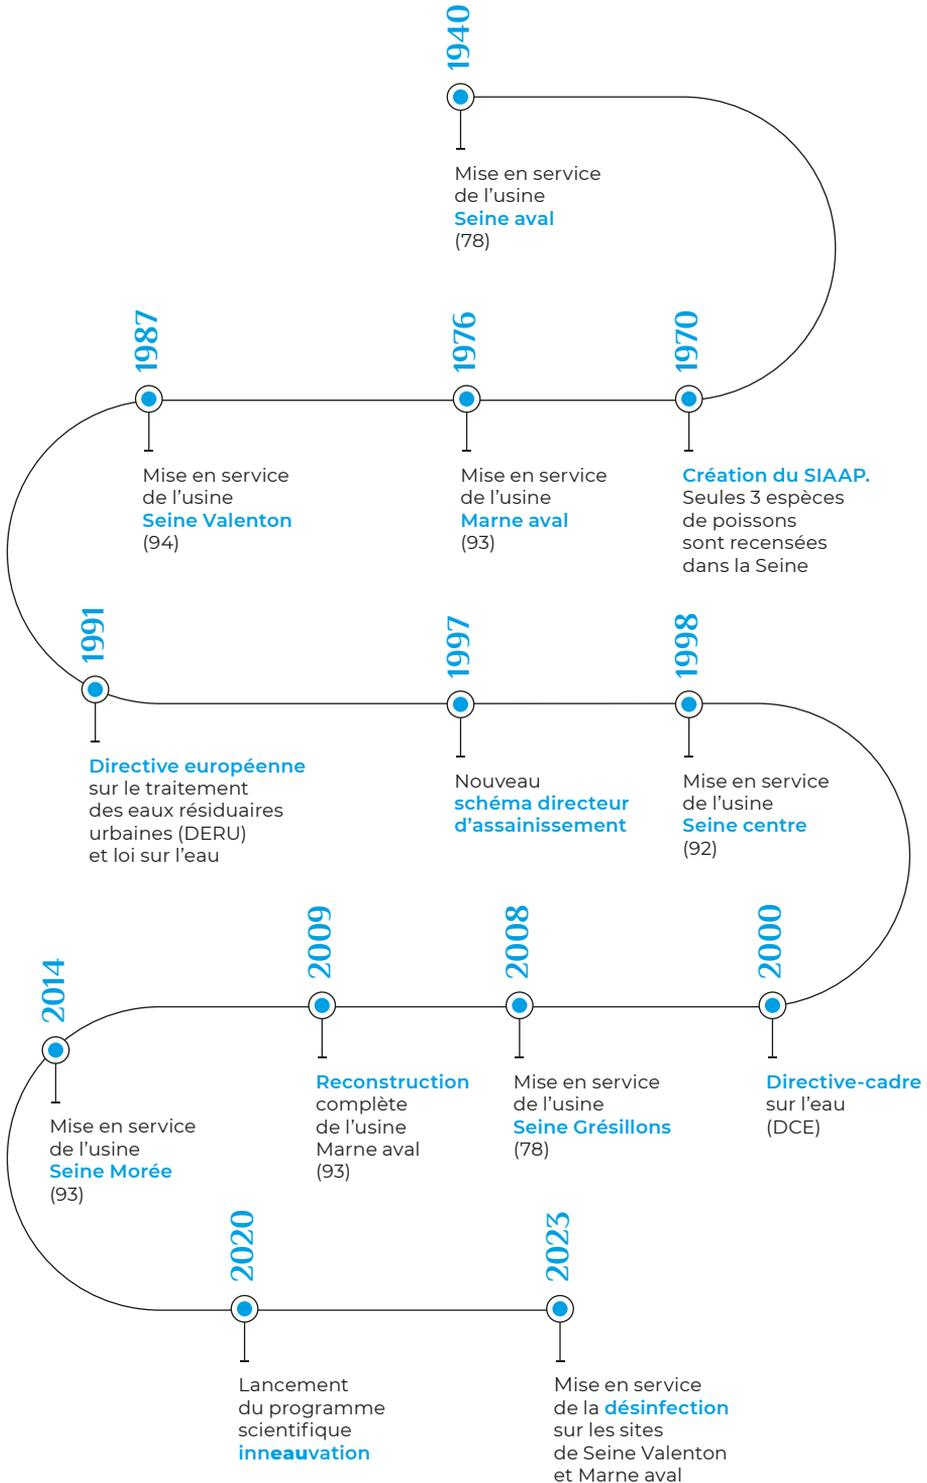 1940
Mise en service
de l’usine
Seine aval
(78)
1970
Création du SIAAP.
Seules 3 espèces
de poissons
sont recensées
dans la Seine
1976
Mise en service
de l’usine
Marne aval
(93)
1987
Mise en service
de l’usine
Seine Valenton
(94)
1991
Directive européenne
sur le traitement
des eaux résiduaires
urbaines (DERU)
et loi sur l’eau
1997
Nouveau
schéma directeur
d’assainissement
1998
Mise en service
de l’usine
Seine centre
(92)
2000
Directive-cadre
sur l’eau
(DCE)
2008
Mise en service
de l’usine
Seine Grésillons
(78)
2009
Reconstruction
complète
de l’usine
Marne aval
(93)
2014
Mise en service
de l’usine
Seine Morée
(93)
2020
Lancement
du programme
scientifique
inneauvation
2023
Mise en service
de la désinfection
sur les sites
de Seine Valenton
et Marne aval